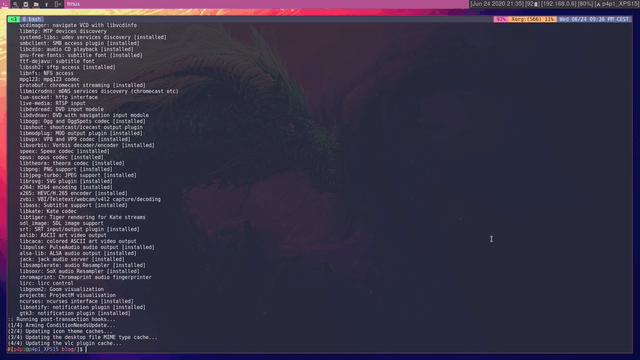 tmux
[Jun 24 2020 21:35] [92%] [192.168.0.6] [80%] p4p1_XPS15
0 bash
92% Xorg:(566) 11% Wed 06/24 09:36 PM CEST
vcdimager: navigate VCD with libvcdinfo
libmtp: MTP devices discovery
systemd-libs: udev services discovery [installed]
smbclient: SMB access plugin [installed]
libcdio: audio CD playback [installed]
gnu-free-fonts: subtitle font [installed]
ttf-dejavu: subtitle font
libssh2: sftp access [installed]
libnfs: NFS access
mpg123: mpg123 codec
protobuf: chromecast streaming [installed]
libmicrodns: mDNS services discovery (chromecast etc)
lua-socket: http interface
live-media: RTSP input
libdvdread: DVD input module
libdvdnav: DVD with navigation input module
libogg: Ogg and OggSpots codec [installed]
libshout: shoutcast/icecast output plugin
libmodplug: MOD output plugin [installed]
libvpx: VP8 and VP9 codec [installed]
libvorbis: Vorbis decoder/encoder [installed]
speex: Speex codec [installed]
opus: opus codec [installed]
libtheora: theora codec [installed]
libpng: PNG support [installed]
libjpeg-turbo: JPEG support [installed]
librsvg: SVG plugin [installed]
x264: H264 encoding [installed]
x265: HEVC/H.265 encoder [installed]
zvbi: VBI/Teletext/webcam/v4l2 capture/decoding
libass: Subtitle support [installed]
libkate: Kate codec
libtiger: Tiger rendering for Kate streams
sdl_image: SDL image support
srt: SRT input/output plugin [installed]
aalib: ASCII art video output
libcaca: colored ASCII art video output
libpulse: PulseAudio audio output [installed]
alsa-lib: ALSA audio output [installed]
jack: jack audio server [installed]
libsamplerate: audio Resampler [installed]
libsoxr: SoX audio Resampler [installed]
chromaprint: Chromaprint audio fingerprinter
lirc: lirc control
libgoom2: Goom visualization
projectm: ProjectM visualisation
ncurses: ncurses interface [installed]
libnotify: notification plugin [installed]
gtk3: notification plugin [installed]
:: Running post-transaction hooks...
(1/4) Arming ConditionNeedsUpdate...
(2/4) Updating icon theme caches...
(3/4) Updating the desktop file MIME type cache...
(4/4) Updating the vlc plugin cache...
#[p4p1@p4p1_XPS15 blog/]$